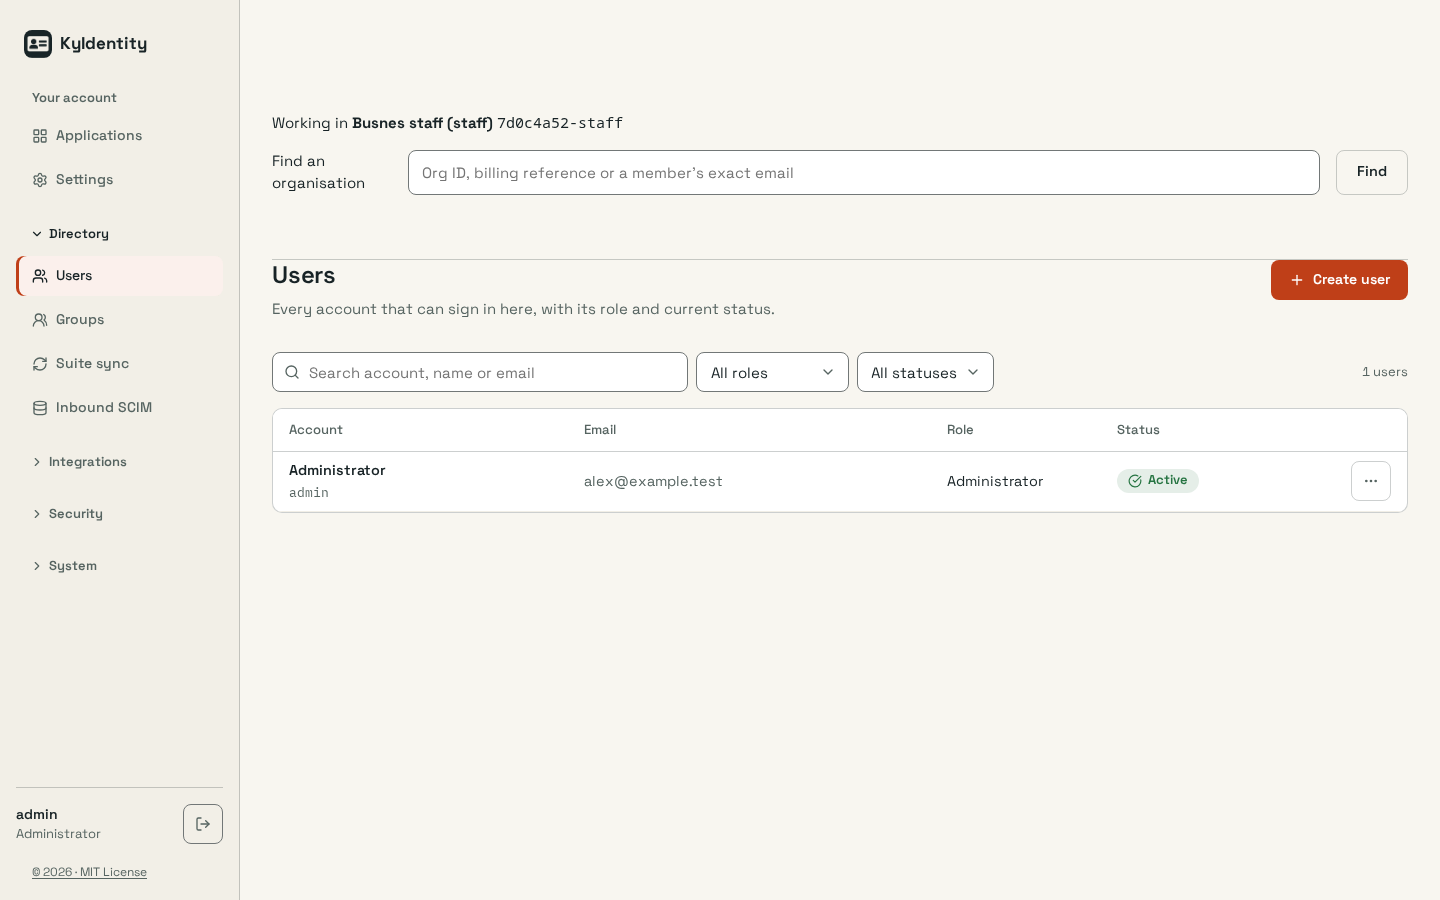 KyIdentity
Your account
Applications
Settings
Directory
Users
Groups
Suite sync
Inbound SCIM
Integrations
Security
System
admin
Administrator
© 2026 · MIT License
Working in Busnes staff (staff) 7d0c4a52-staff
Find an
organisation
Org ID, billing reference or a member's exact email
Find
Users
Create user
Every account that can sign in here, with its role and current status.
Search account, name or email
All roles
All statuses
1 users
Account Email Role Status
Administrator
admin
alex@example.test
Administrator
Active